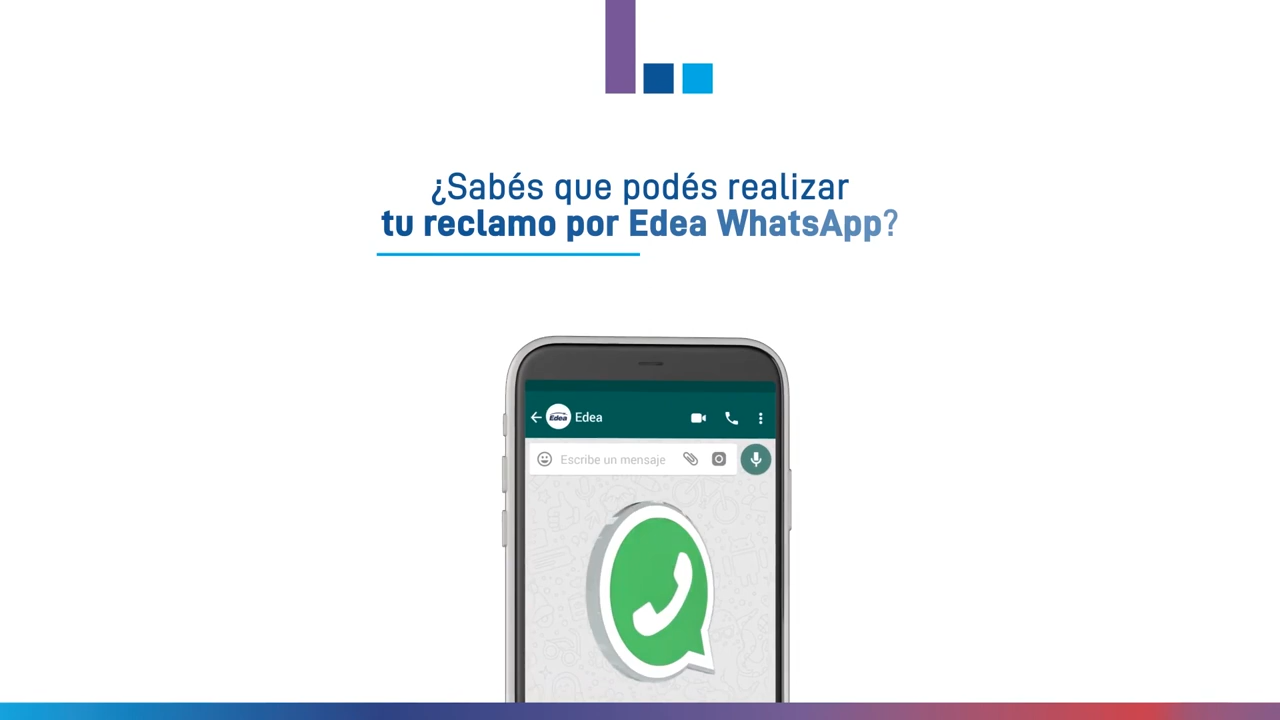 ¿Sabés que podés realizar
tu reclamo por Edea WhatsApp?
Edea Edea
Escribe un mensaje